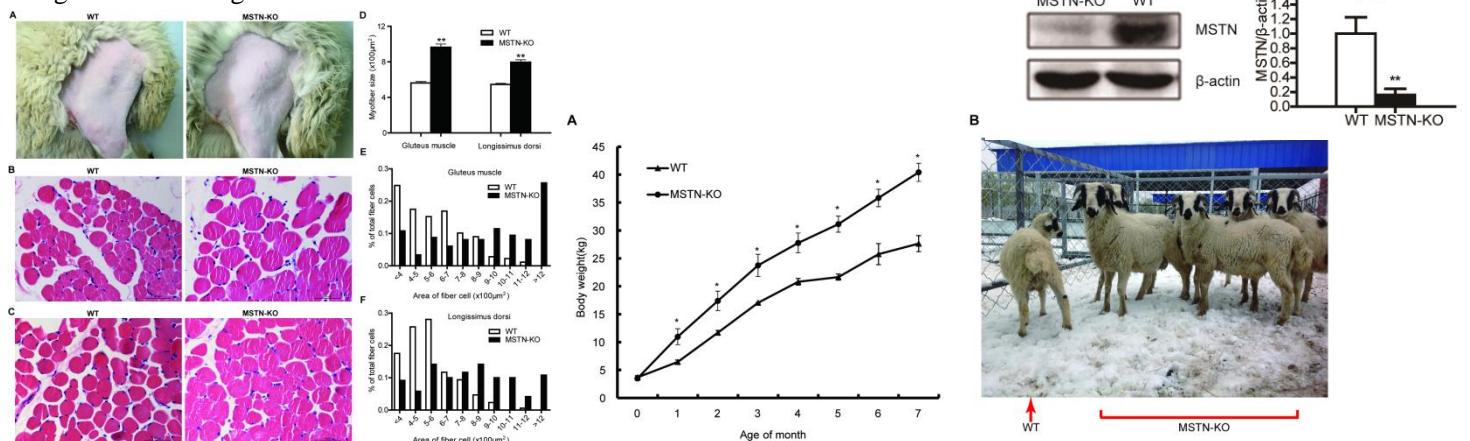 A
WT
MSTN-KO
B
WT
MSTN-KO
C
WT
MSTN-KO
D
WT
MSTN-KO
Myofiber size (x100μm²)
12
8
4
0
**
**
Gluteus muscle
Longissimus dorsi
E
Gluteus muscle
WT
MSTN-KO
% of total fiber cells
0.3
0.2
0.1
0.0
<4
4-5
5-6
6-7
7-8
8-9
9-10
10-11
11-12
>12
Area of fiber cell (x100μm²)
F
Longissimus dorsi
WT
MSTN-KO
% of total fiber cells
0.3
0.2
0.1
0.0
<4
4-5
5-6
6-7
7-8
8-9
9-10
10-11
11-12
>12
Area of fiber cell (x100μm²)
A
WT
MSTN-KO
Body weight(kg)
45
40
35
30
25
20
15
10
5
0
*
*
*
*
*
*
*
0
1
2
3
4
5
6
7
Age of month
MSTN-KO
WT
MSTN
β-actin
MSTN/β-actin
1.4
1.2
1.0
0.8
0.6
0.4
0.2
0.0
**
WT MSTN-KO
B
WT
MSTN-KO